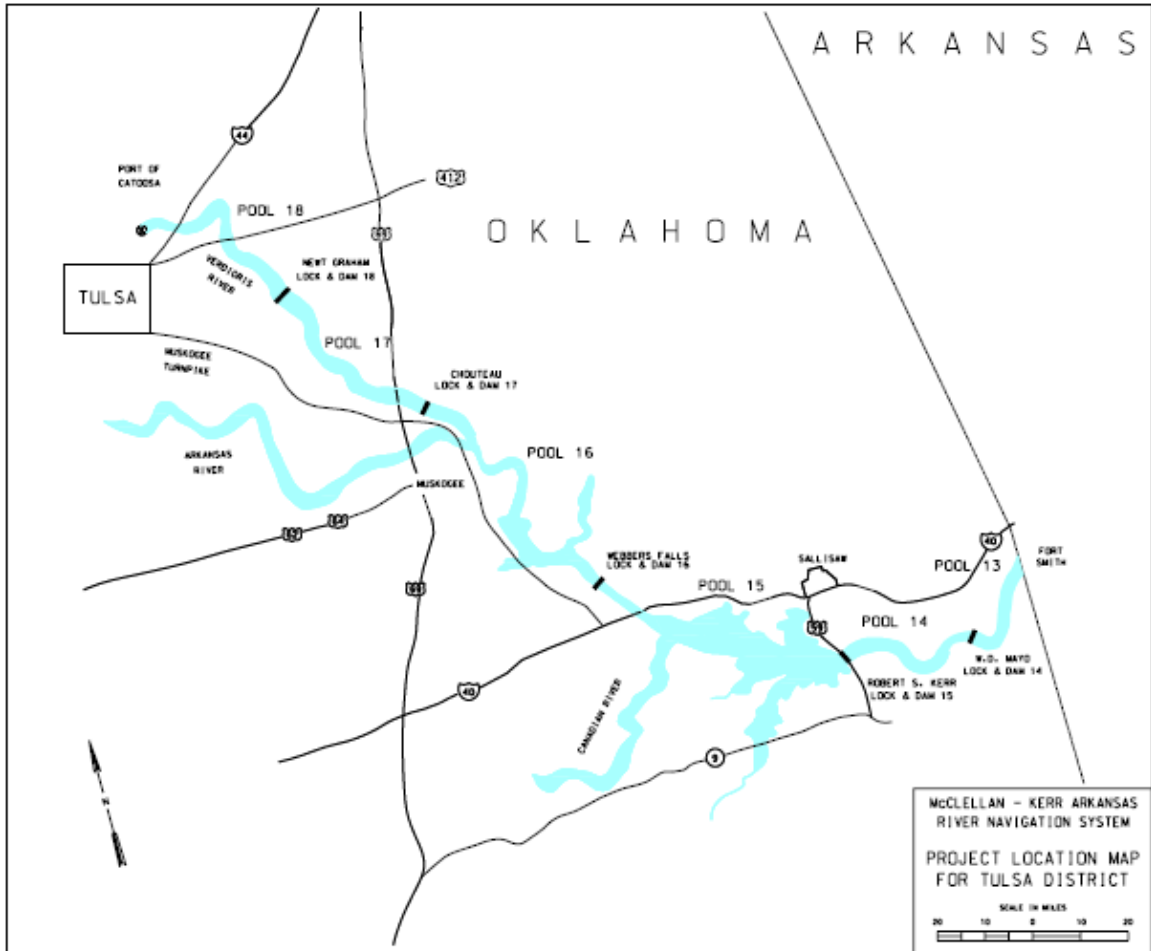 ARKANSAS
44
PORT OF
CATOOSA
412
POOL 18
OKLAHOMA
69
VERDIGRIS
RIVER
NEWT GRAHAM
LOCK & DAM 18
TULSA
POOL 17
MUSKOGEE
TURNPIKE
CHOUTEAU
LOCK & DAM 17
ARKANSAS
RIVER
POOL 16
MUSKOGEE
62
64
40
WEBBERS FALLS
LOCK & DAM 16
SALLISAW
POOL 13
FORT
SMITH
POOL 15
69
59
POOL 14
W.D. MAYO
LOCK & DAM 14
ROBERT S. KERR
LOCK & DAM 15
40
CANADIAN RIVER
9
N
McCLELLAN - KERR ARKANSAS
RIVER NAVIGATION SYSTEM
PROJECT LOCATION MAP
FOR TULSA DISTRICT
SCALE IN MILES
20 10 0 10 20